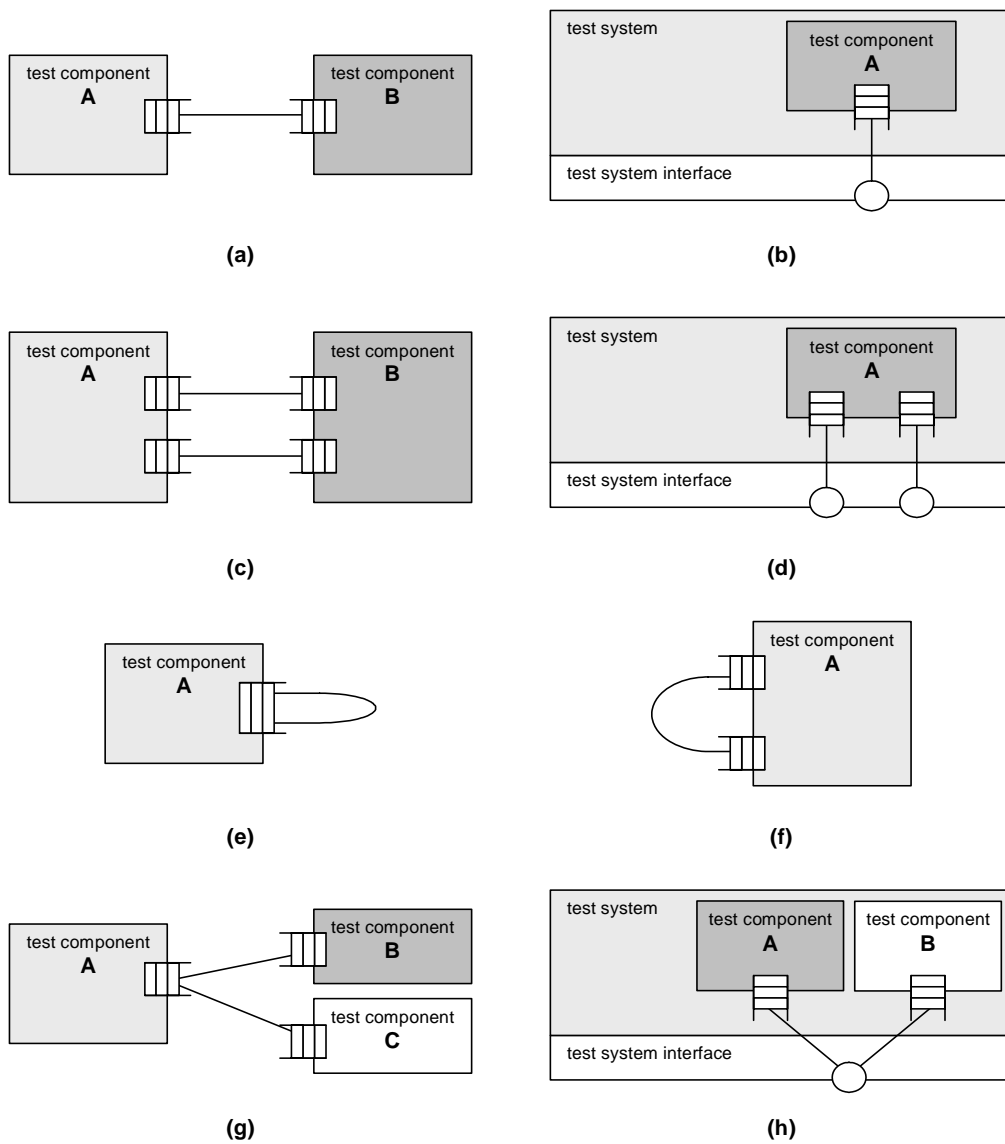 test component
A
test component
B
(a)
test system
test component
A
test system interface
(b)
test component
A
test component
B
(c)
test system
test component
A
test system interface
(d)
test component
A
(e)
test component
A
(f)
test component
A
test component
B
test component
C
(g)
test system
test component
A
test component
B
test system interface
(h)